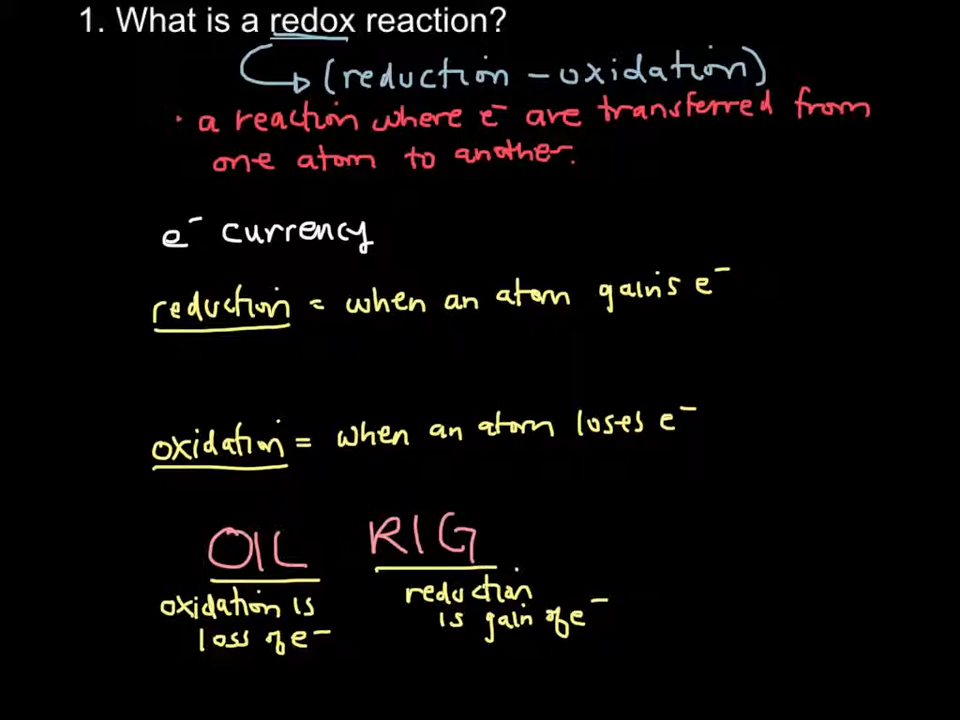 1. What is a redox reaction?
(reduction - oxidation)
• a reaction where e⁻ are transferred from
one atom to another.
e⁻ currency
reduction = when an atom gains e⁻
oxidation = when an atom loses e⁻
OIL RIG
oxidation is
loss of e⁻
reduction
is gain of e⁻